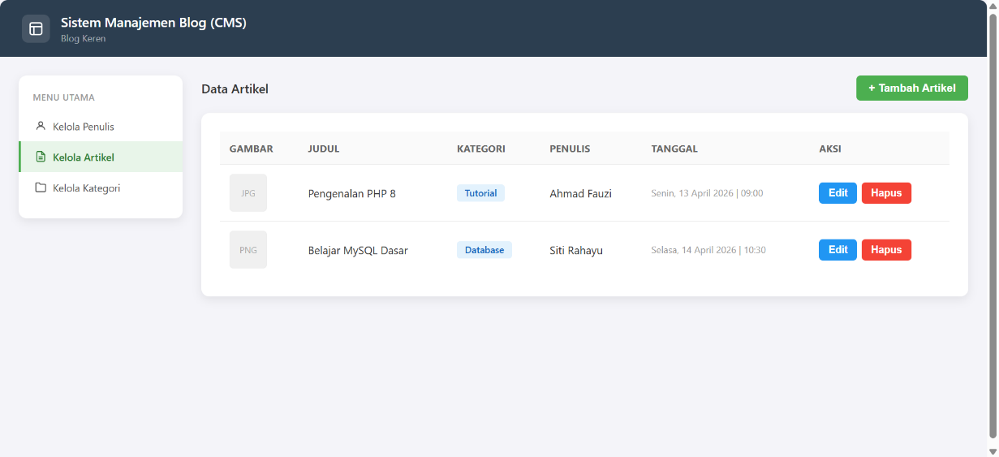 Sistem Manajemen Blog (CMS)
Blog Keren
MENU UTAMA
Kelola Penulis
Kelola Artikel
Kelola Kategori
Data Artikel
+ Tambah Artikel
GAMBAR JUDUL KATEGORI PENULIS TANGGAL AKSI
JPG Pengenalan PHP 8 Tutorial Ahmad Fauzi Senin, 13 April 2026 | 09:00 Edit Hapus
PNG Belajar MySQL Dasar Database Siti Rahayu Selasa, 14 April 2026 | 10:30 Edit Hapus